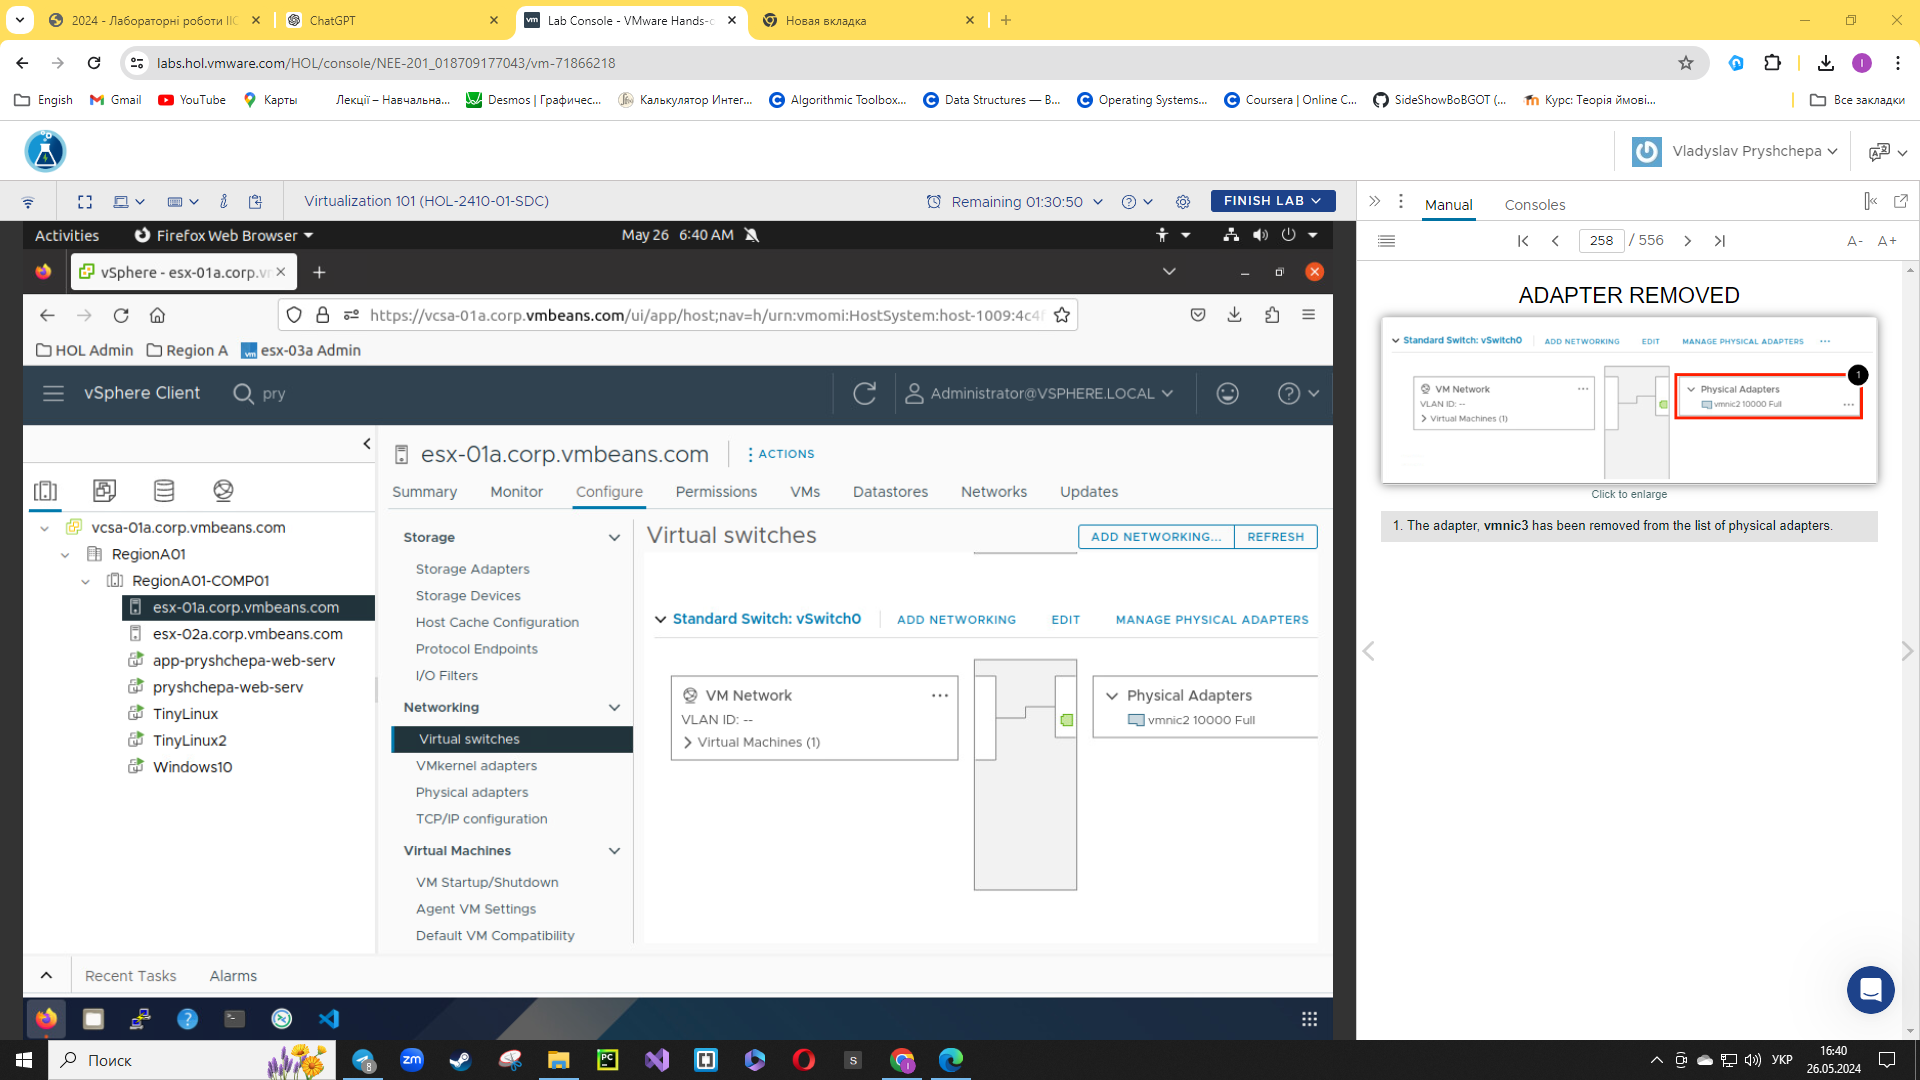 2024 - Лабораторні роботи ІІС
ChatGPT
Lab Console - VMware Hands-o
Новая вкладка
labs.hol.vmware.com/HOL/console/NEE-201_018709177043/vm-71866218
Engish
Gmail
YouTube
Карты
Лекції – Навчальна...
Desmos | Графичес...
Калькулятор Интег...
Algorithmic Toolbox...
Data Structures — В...
Operating Systems...
Coursera | Online C...
SideShowBoBGOT (...
Курс: Теорія ймові...
Все закладки
Vladyslav Pryshchepa
Virtualization 101 (HOL-2410-01-SDC)
Remaining 01:30:50
FINISH LAB
Manual
Consoles
258 / 556
A-
A+
Activities
Firefox Web Browser
May 26 6:40 AM
vSphere - esx-01a.corp.vm
https://vcsa-01a.corp.vmbeans.com/ui/app/host;nav=h/urn:vmomi:HostSystem:host-1009:4c4f
HOL Admin
Region A
esx-03a Admin
vSphere Client
pry
Administrator@VSPHERE.LOCAL
vcsa-01a.corp.vmbeans.com
RegionA01
RegionA01-COMP01
esx-01a.corp.vmbeans.com
esx-02a.corp.vmbeans.com
app-pryshchepa-web-serv
pryshchepa-web-serv
TinyLinux
TinyLinux2
Windows10
esx-01a.corp.vmbeans.com
ACTIONS
Summary
Monitor
Configure
Permissions
VMs
Datastores
Networks
Updates
Storage
Storage Adapters
Storage Devices
Host Cache Configuration
Protocol Endpoints
I/O Filters
Networking
Virtual switches
VMkernel adapters
Physical adapters
TCP/IP configuration
Virtual Machines
VM Startup/Shutdown
Agent VM Settings
Default VM Compatibility
Virtual switches
ADD NETWORKING...
REFRESH
Standard Switch: vSwitch0
ADD NETWORKING
EDIT
MANAGE PHYSICAL ADAPTERS
VM Network
...
VLAN ID: --
Virtual Machines (1)
Physical Adapters
vmnic2 10000 Full
Recent Tasks
Alarms
ADAPTER REMOVED
Standard Switch: vSwitch0
ADD NETWORKING
EDIT
MANAGE PHYSICAL ADAPTERS
...
VM Network
...
VLAN ID: --
Virtual Machines (1)
Physical Adapters
vmnic2 10000 Full
...
1
Click to enlarge
1. The adapter, vmnic3 has been removed from the list of physical adapters.
Поиск
8
zm
PC
S
УКР
16:40
26.05.2024